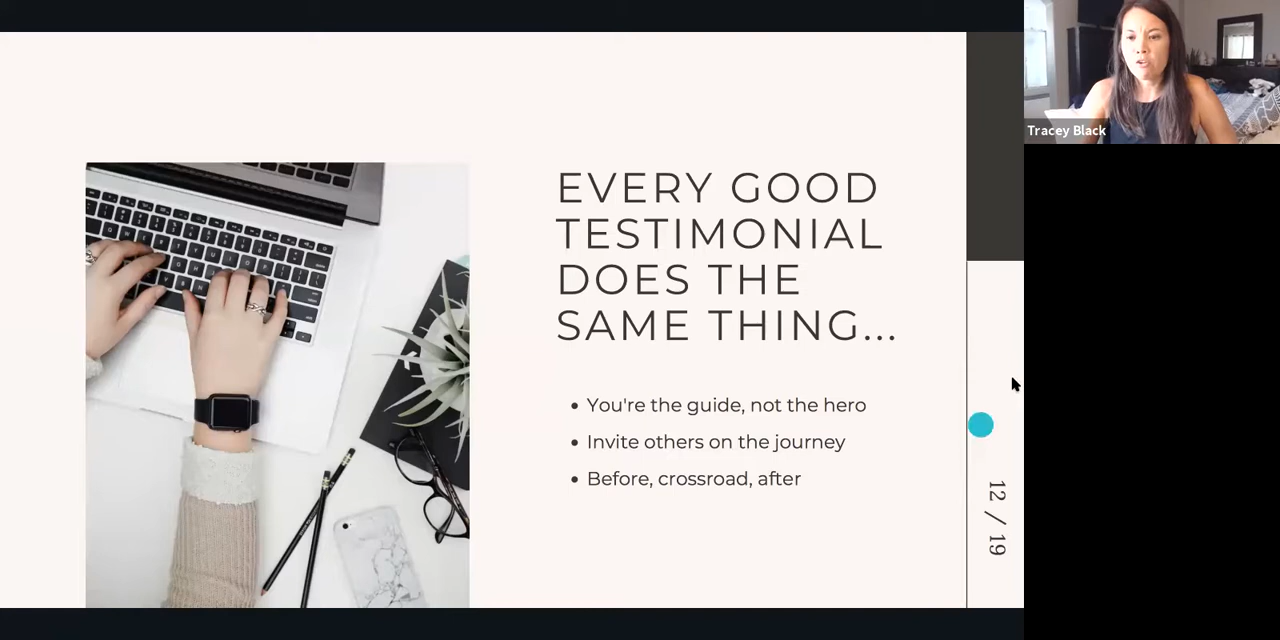 EVERY GOOD
TESTIMONIAL
DOES THE
SAME THING...
• You're the guide, not the hero
• Invite others on the journey
• Before, crossroad, after
12 / 19
Tracey Black